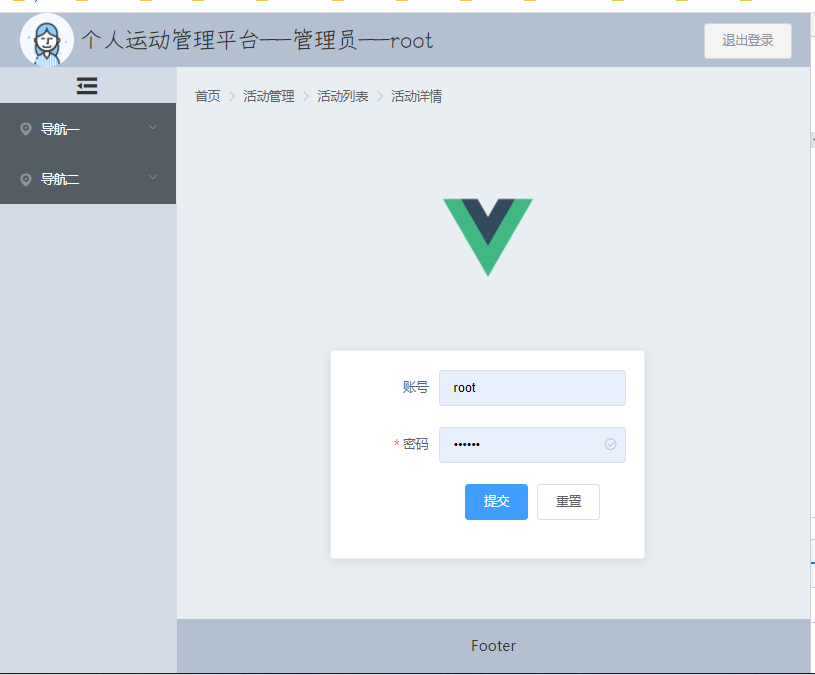 个人运动管理平台——管理员——root
退出登录
首页 > 活动管理 > 活动列表 > 活动详情
导航一
导航二
账号 root
* 密码 ••••••
提交 重置
Footer